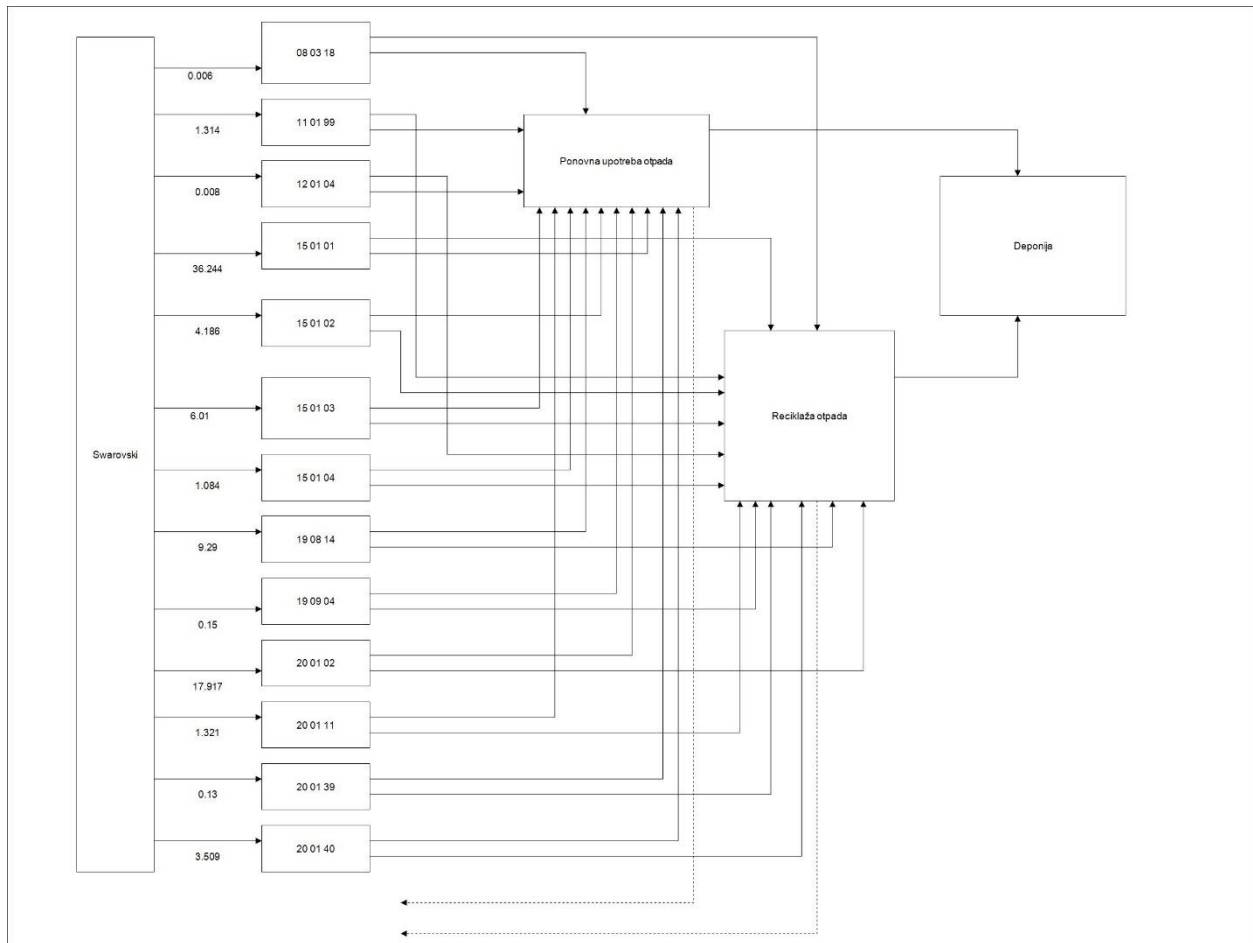 Swarovski
0.006
08 03 18
1.314
11 01 99
0.008
12 01 04
36.244
15 01 01
4.186
15 01 02
6.01
15 01 03
1.084
15 01 04
9.29
19 08 14
0.15
19 09 04
17.917
20 01 02
1.321
20 01 11
0.13
20 01 39
3.509
20 01 40
Ponovna upotreba otpada
Reciklaža otpada
Deponija